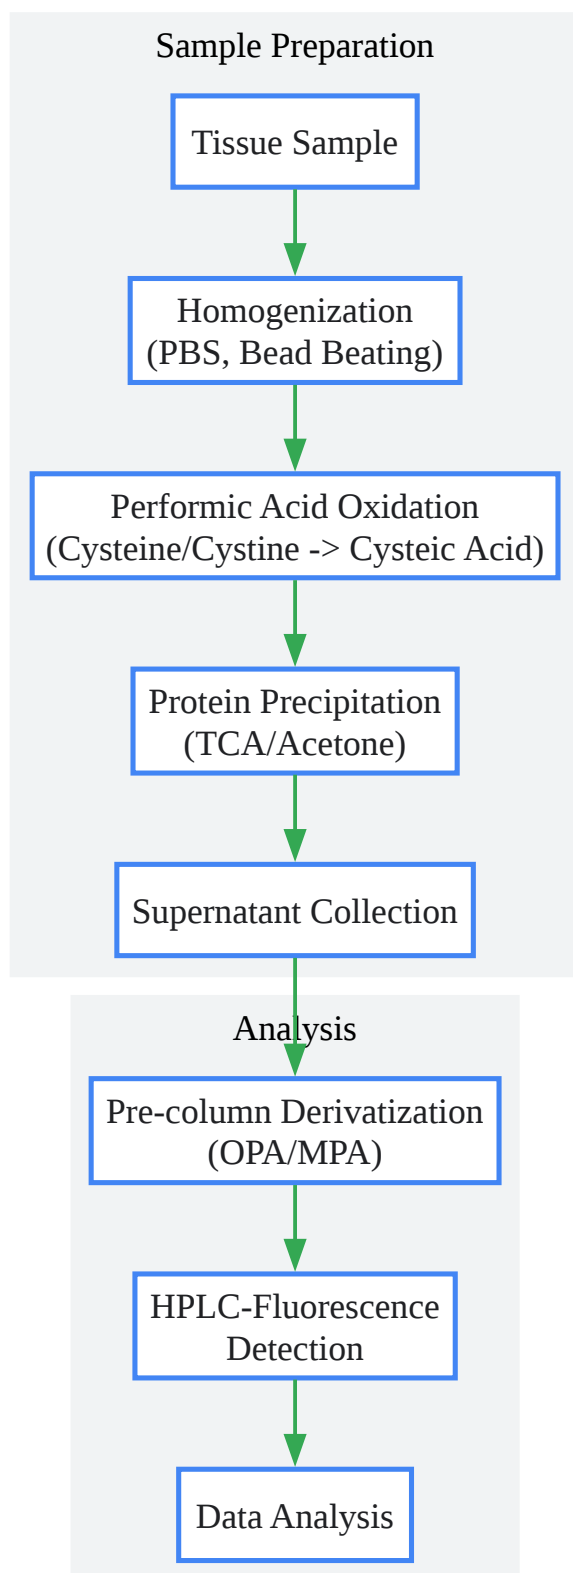 Sample Preparation
Tissue Sample
Homogenization
(PBS, Bead Beating)
Performic Acid Oxidation
(Cysteine/Cystine -> Cysteic Acid)
Protein Precipitation
(TCA/Acetone)
Supernatant Collection
Analysis
Pre-column Derivatization
(OPA/MPA)
HPLC-Fluorescence
Detection
Data Analysis